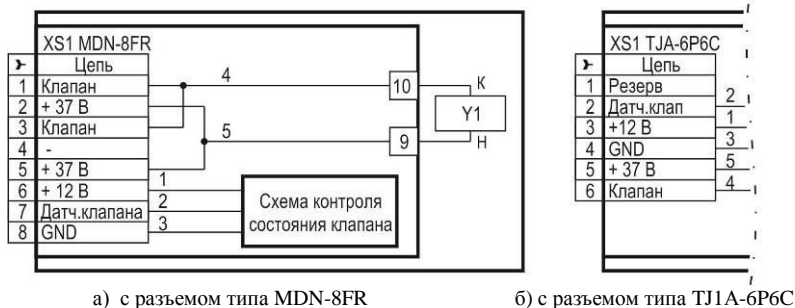 XS1 MDN-8FR
Цепь
1 Клапан
2 + 37 В
3 Клапан
4 -
5 + 37 В
6 + 12 В
7 Датч.клапана
8 GND
4
5
1
2
3
10
9
К
Y1
Н
Схема контроля
состояния клапана
а) с разъемом типа MDN-8FR
XS1 TJA-6P6C
Цепь
1 Резерв
2 Датч.клап
3 +12 В
4 GND
5 + 37 В
6 Клапан
2
1
3
5
4
б) с разъемом типа TJ1A-6P6C